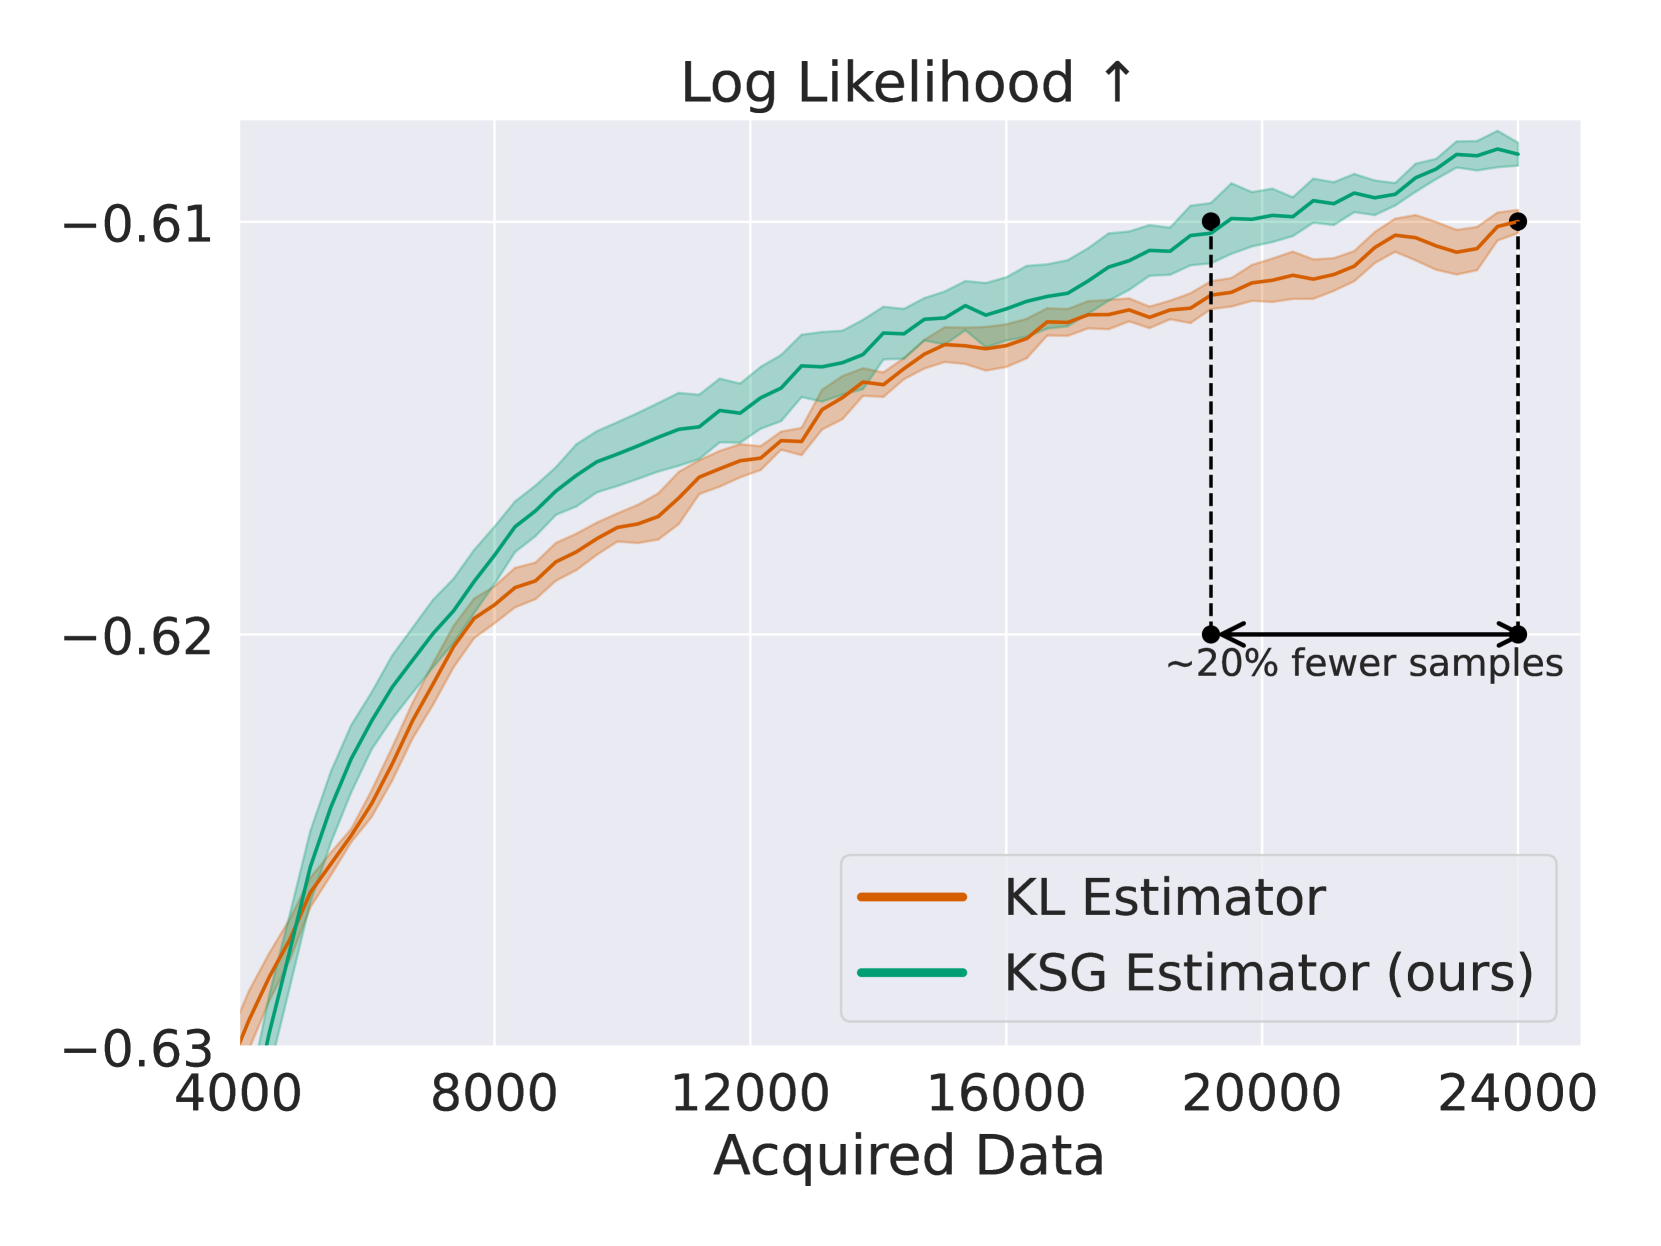 Log Likelihood ↑
−0.61
−0.62
−0.63
~20% fewer samples
KL Estimator
KSG Estimator (ours)
4000 8000 12000 16000 20000 24000
Acquired Data